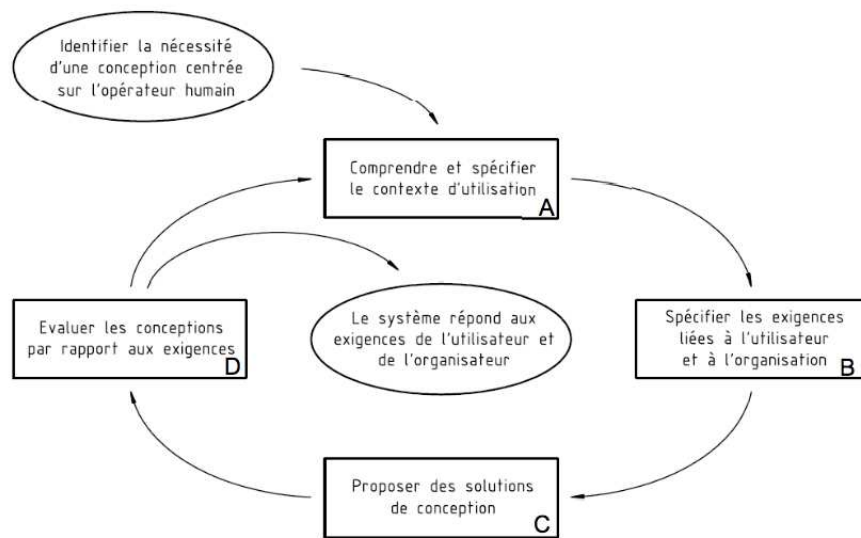 Identifier la nécessité
d'une conception centrée
sur l'opérateur humain
Comprendre et spécifier
le contexte d'utilisation
A
Evaluer les conceptions
par rapport aux exigences
D
Le système répond aux
exigences de l'utilisateur et
de l'organisateur
Spécifier les exigences
liées à l'utilisateur
et à l'organisation
B
Proposer des solutions
de conception
C